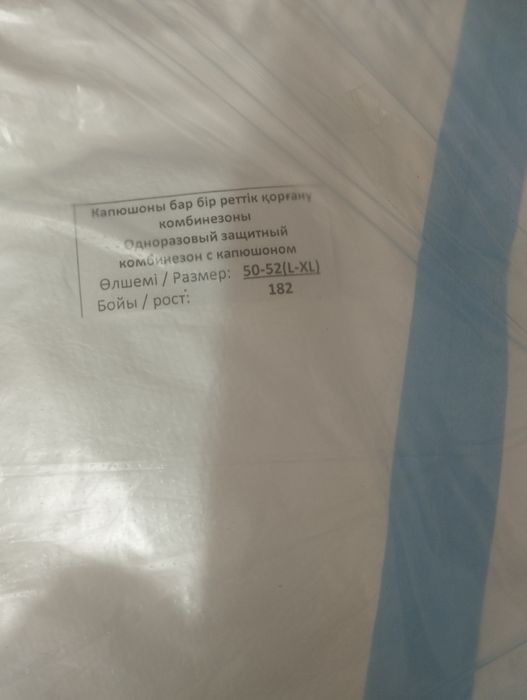 Капюшоны бар бір реттік қорғану
комбинезоны
Одноразовый защитный
комбинезон с капюшоном
Өлшемі / Размер: 50-52(L-XL)
Бойы / рост: 182